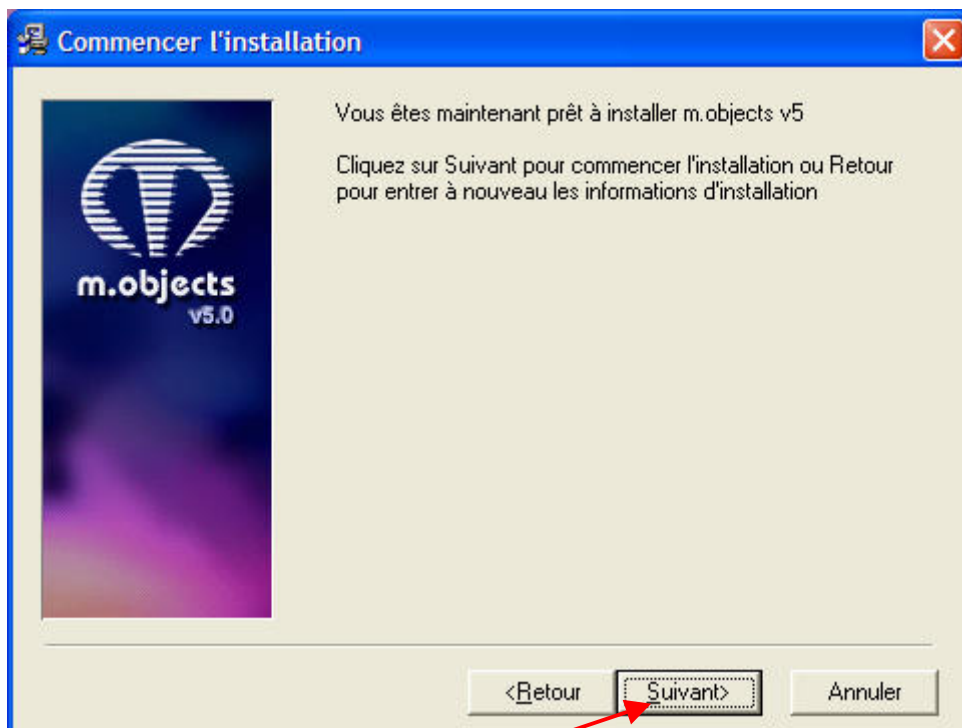 Commencer l'installation
m.objects
v5.0
Vous êtes maintenant prêt à installer m.objects v5
Cliquez sur Suivant pour commencer l'installation ou Retour
pour entrer à nouveau les informations d'installation
<Retour
Suivant>
Annuler